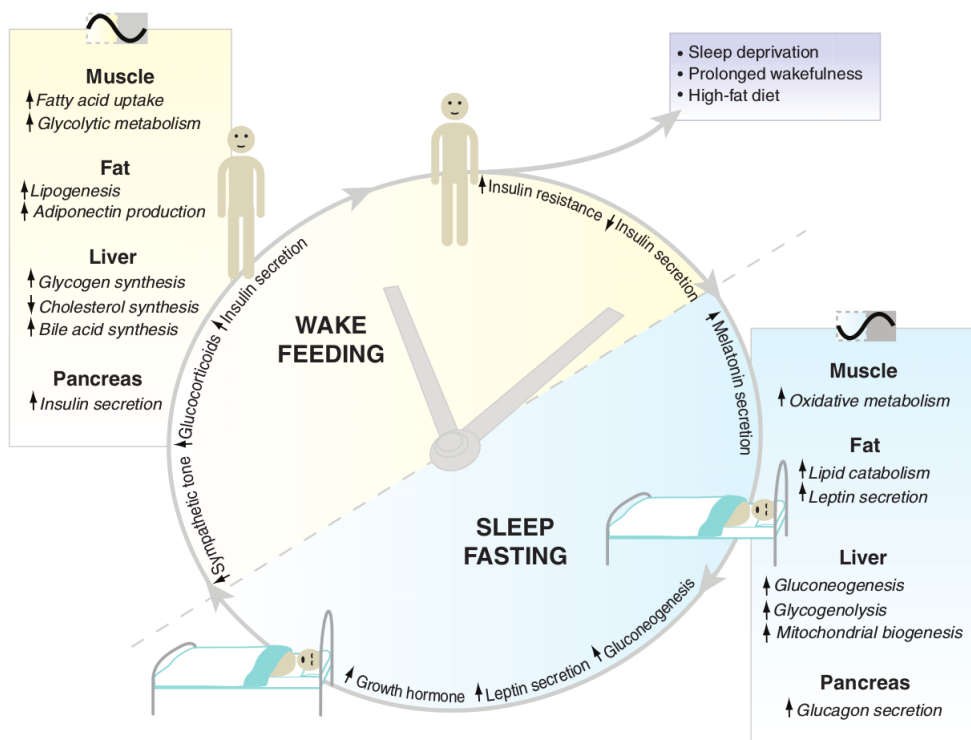 Muscle
↑Fatty acid uptake
↑Glycolytic metabolism
Fat
↑Lipogenesis
↑Adiponectin production
Liver
↑Glycogen synthesis
↓Cholesterol synthesis
↑Bile acid synthesis
Pancreas
↑Insulin secretion
• Sleep deprivation
• Prolonged wakefulness
• High-fat diet
WAKE
FEEDING
↑Sympathetic tone
↑Glucocorticoids
↑Insulin secretion
↑Insulin resistance
↓Insulin secretion
↑Melatonin secretion
SLEEP
FASTING
↑Gluconeogenesis
↑Leptin secretion
↑Growth hormone
Muscle
↑Oxidative metabolism
Fat
↑Lipid catabolism
↑Leptin secretion
Liver
↑Gluconeogenesis
↑Glycogenolysis
↑Mitochondrial biogenesis
Pancreas
↑Glucagon secretion